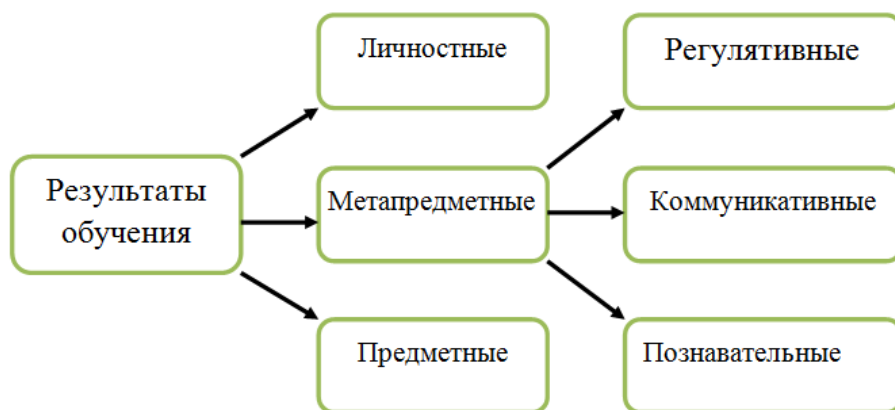 Результаты
обучения
Личностные
Метапредметные
Предметные
Регулятивные
Коммуникативные
Познавательные